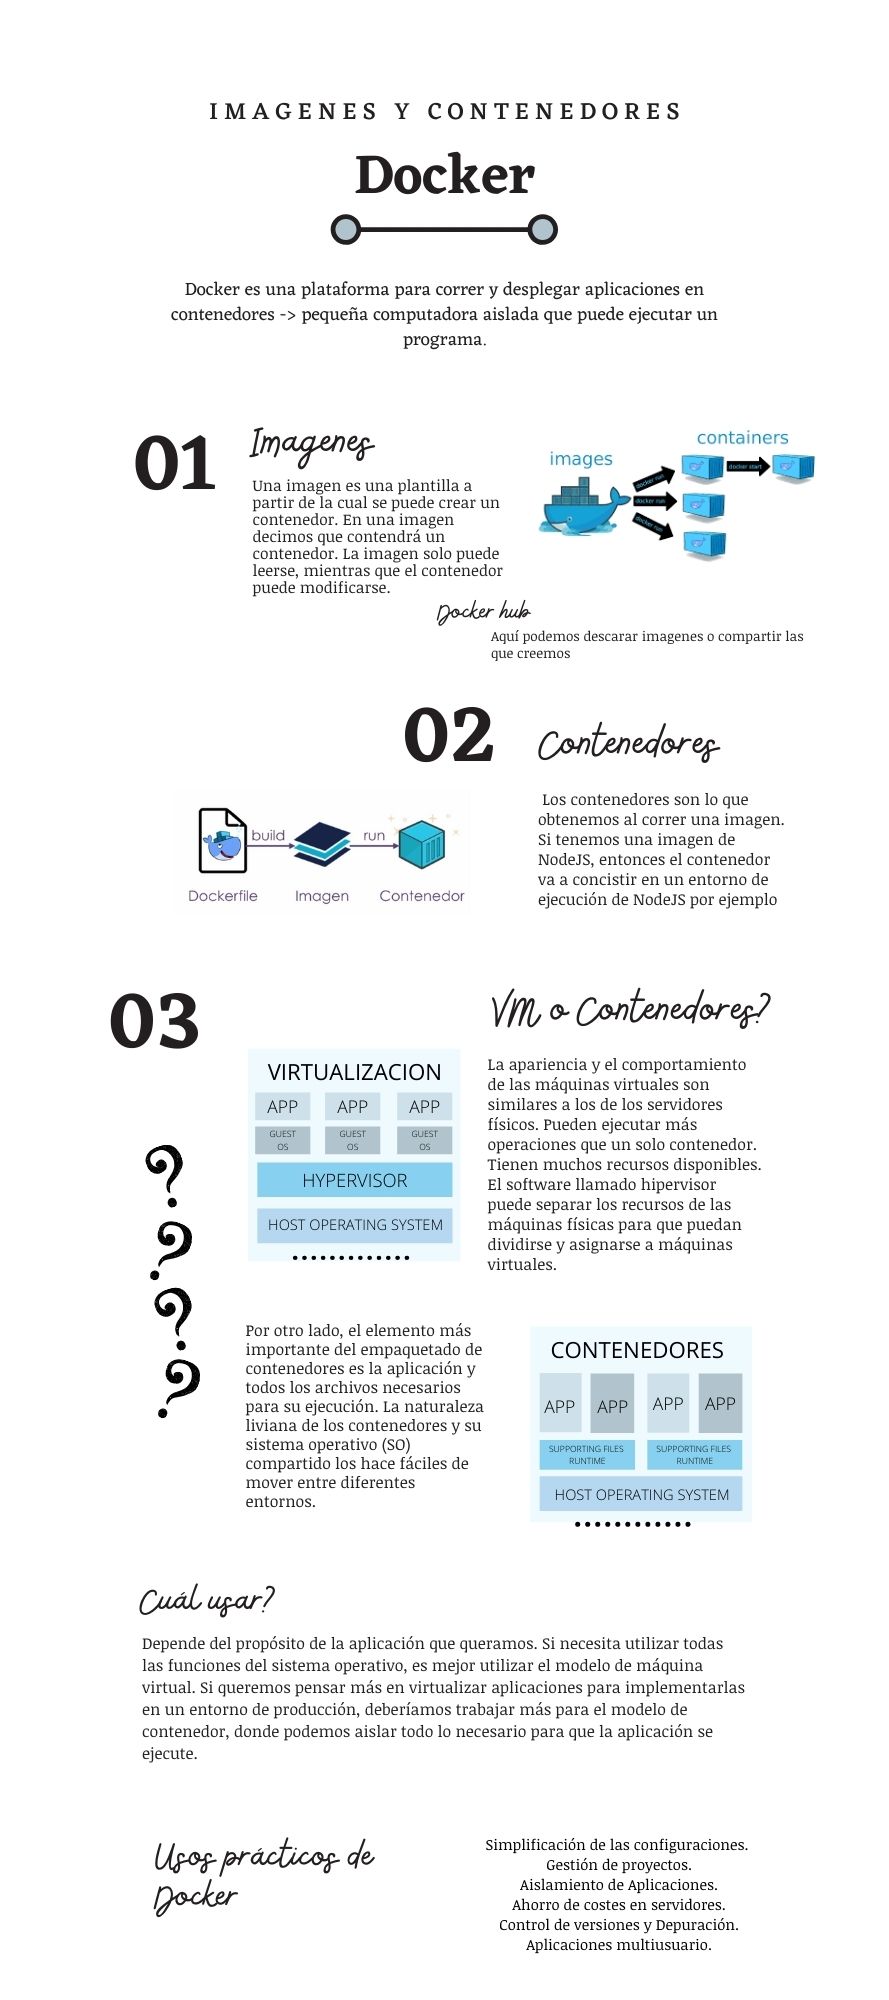 IMAGENES Y CONTENEDORES
Docker
Docker es una plataforma para correr y desplegar aplicaciones en
contenedores -> pequeña computadora aislada que puede ejecutar un
programa.
01
Imagenes
Una imagen es una plantilla a
partir de la cual se puede crear un
contenedor. En una imagen
decimos que contendrá un
contenedor. La imagen solo puede
leerse, mientras que el contenedor
puede modificarse.
images
containers
docker run
docker run
docker run
docker start
Docker hub
Aquí podemos descarar imagenes o compartir las
que creemos
02
Contenedores
Los contenedores son lo que
obtenemos al correr una imagen.
Si tenemos una imagen de
NodeJS, entonces el contenedor
va a concistir en un entorno de
ejecución de NodeJS por ejemplo
build
run
Dockerfile
Imagen
Contenedor
03
VM o Contenedores?
VIRTUALIZACION
APP
APP
APP
GUEST
OS
GUEST
OS
GUEST
OS
HYPERVISOR
HOST OPERATING SYSTEM
La apariencia y el comportamiento
de las máquinas virtuales son
similares a los de los servidores
físicos. Pueden ejecutar más
operaciones que un solo contenedor.
Tienen muchos recursos disponibles.
El software llamado hipervisor
puede separar los recursos de las
máquinas físicas para que puedan
dividirse y asignarse a máquinas
virtuales.
?
?
?
?
Por otro lado, el elemento más
importante del empaquetado de
contenedores es la aplicación y
todos los archivos necesarios
para su ejecución. La naturaleza
liviana de los contenedores y su
sistema operativo (SO)
compartido los hace fáciles de
mover entre diferentes
entornos.
CONTENEDORES
APP
APP
APP
APP
SUPPORTING FILES
RUNTIME
SUPPORTING FILES
RUNTIME
HOST OPERATING SYSTEM
Cuál usar?
Depende del propósito de la aplicación que queramos. Si necesita utilizar todas
las funciones del sistema operativo, es mejor utilizar el modelo de máquina
virtual. Si queremos pensar más en virtualizar aplicaciones para implementarlas
en un entorno de producción, deberíamos trabajar más para el modelo de
contenedor, donde podemos aislar todo lo necesario para que la aplicación se
ejecute.
Usos prácticos de
Docker
Simplificación de las configuraciones.
Gestión de proyectos.
Aislamiento de Aplicaciones.
Ahorro de costes en servidores.
Control de versiones y Depuración.
Aplicaciones multiusuario.